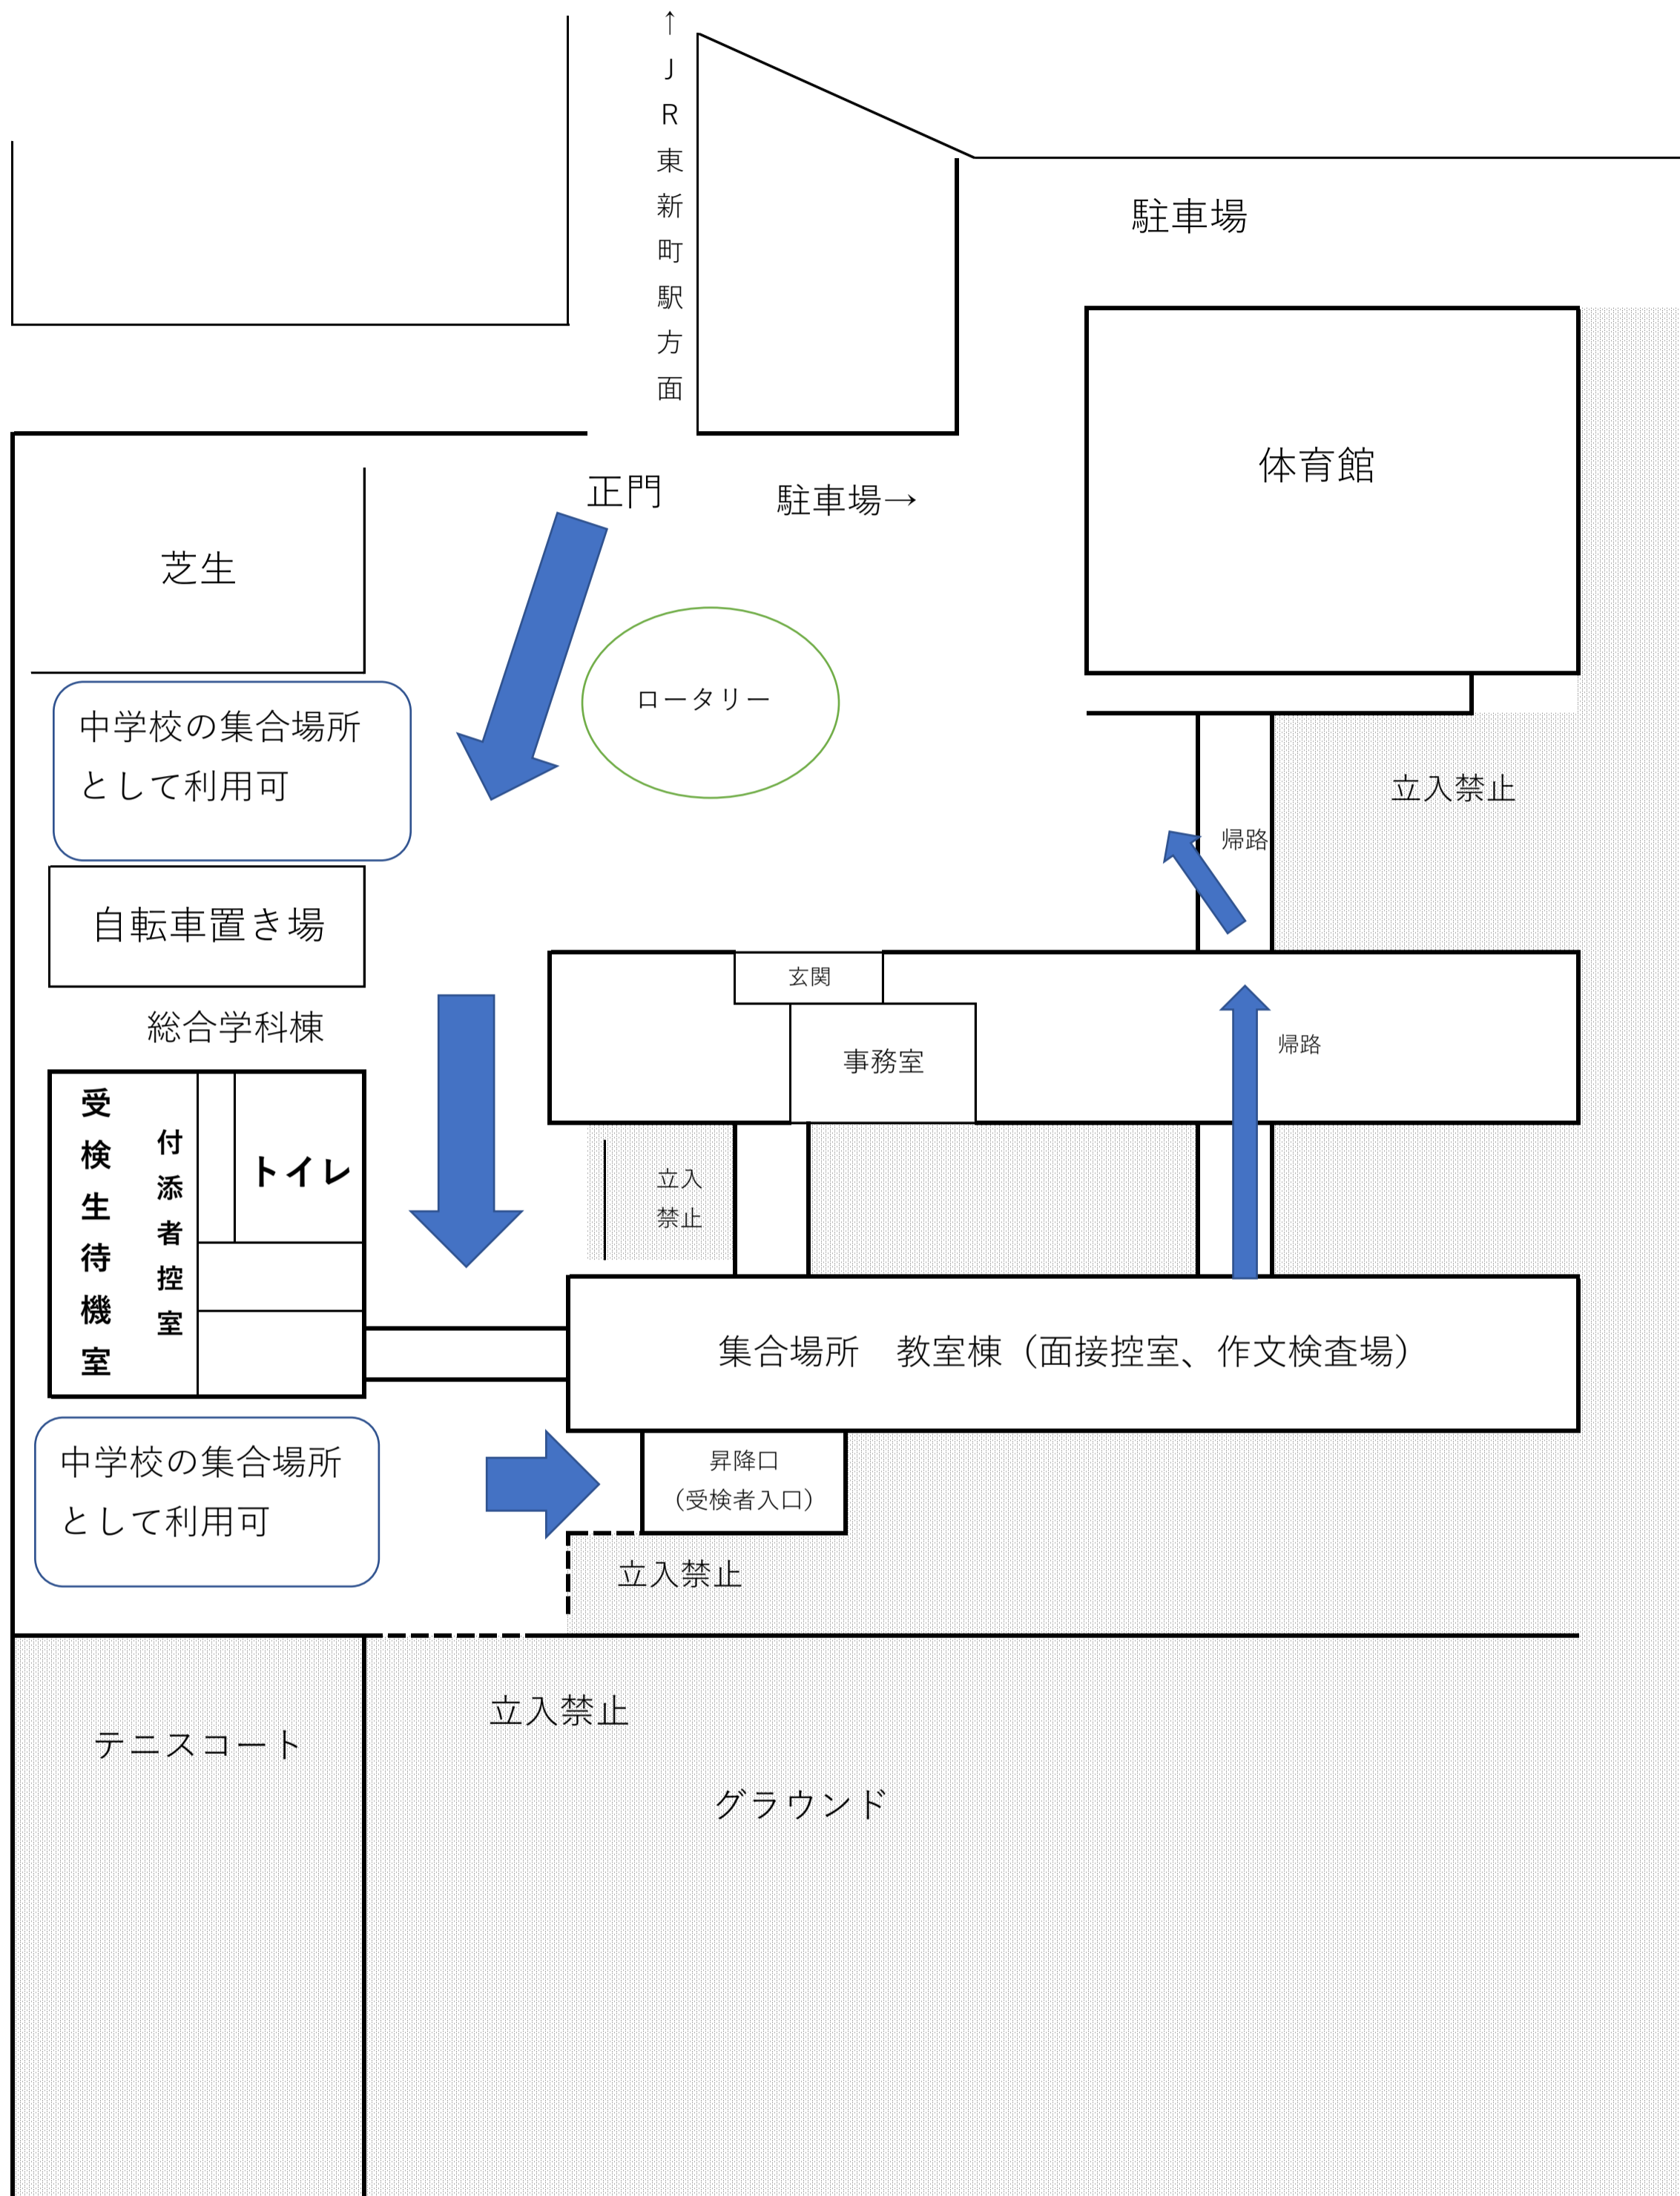 ↑ＪＲ東新町駅方面
駐車場
体育館
正門
駐車場→
芝生
ロータリー
中学校の集合場所
として利用可
立入禁止
帰路
自転車置き場
玄関
総合学科棟
事務室
帰路
受検生待機室
付添者控室
トイレ
立入
禁止
集合場所　教室棟（面接控室、作文検査場）
中学校の集合場所
として利用可
昇降口
（受検者入口）
立入禁止
立入禁止
テニスコート
グラウンド